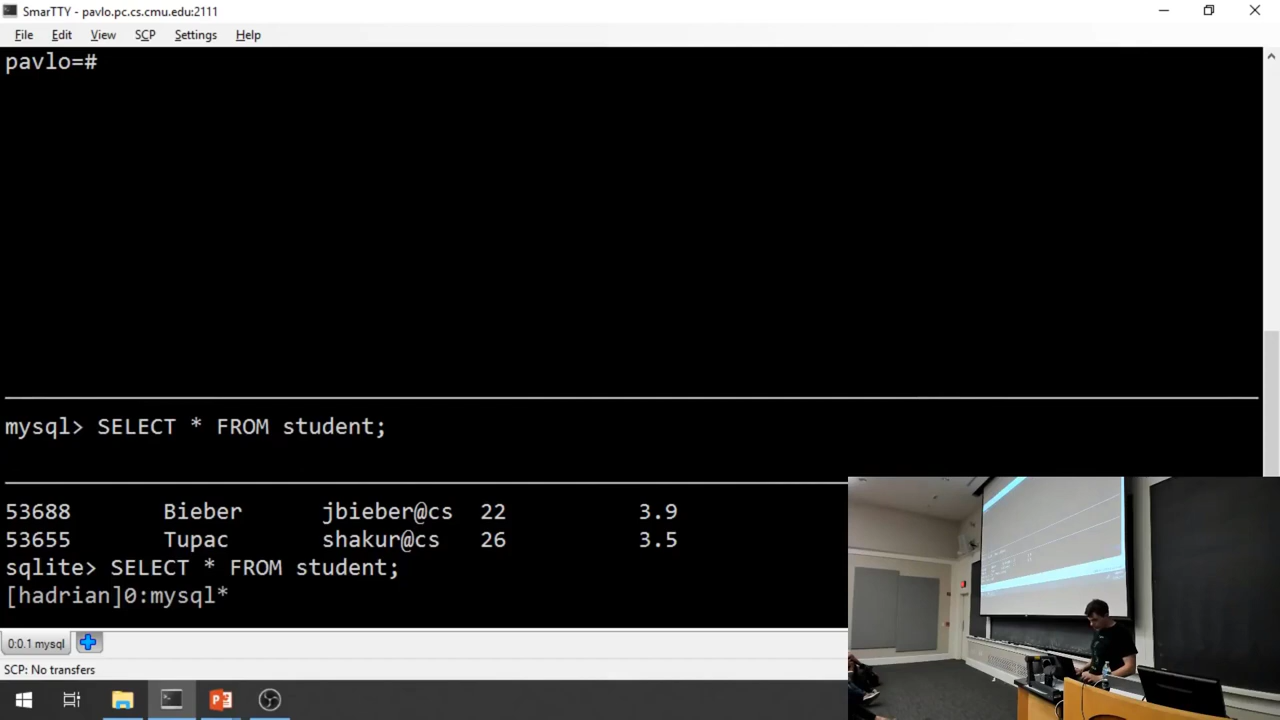 SmarTTY - pavlo.pc.cs.cmu.edu:2111
File Edit View SCP Settings Help
pavlo=#
mysql> SELECT * FROM student;
53688 Bieber jbieber@cs 22 3.9
53655 Tupac shakur@cs 26 3.5
sqlite> SELECT * FROM student;
[hadrian]0:mysql*
0:0.1 mysql
SCP: No transfers